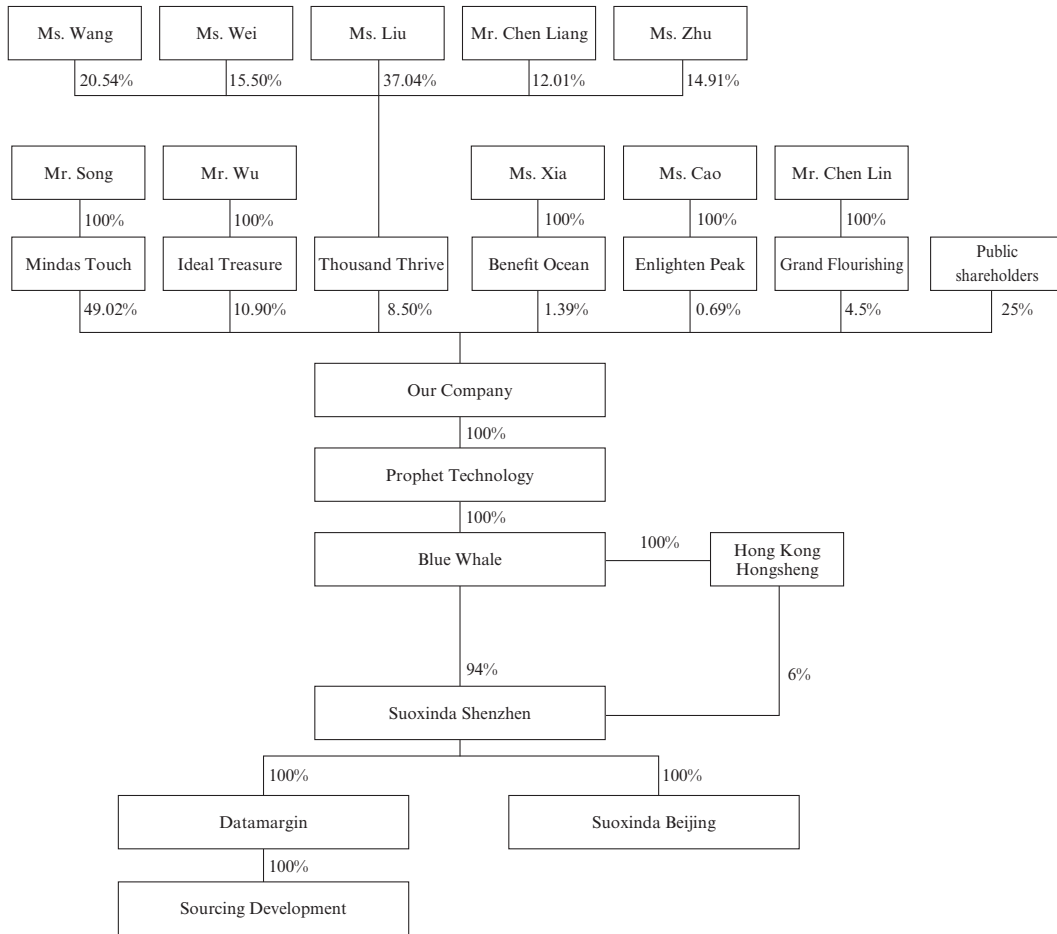 Ms. Wang
Ms. Wei
Ms. Liu
Mr. Chen Liang
Ms. Zhu
20.54%
15.50%
37.04%
12.01%
14.91%
Mr. Song
Mr. Wu
Ms. Xia
Ms. Cao
Mr. Chen Lin
100%
100%
100%
100%
100%
Mindas Touch
Ideal Treasure
Thousand Thrive
Benefit Ocean
Enlighten Peak
Grand Flourishing
Public
shareholders
49.02%
10.90%
8.50%
1.39%
0.69%
4.5%
25%
Our Company
100%
Prophet Technology
100%
Blue Whale
100%
Hong Kong
Hongsheng
94%
6%
Suoxinda Shenzhen
100%
100%
Datamargin
Suoxinda Beijing
100%
Sourcing Development